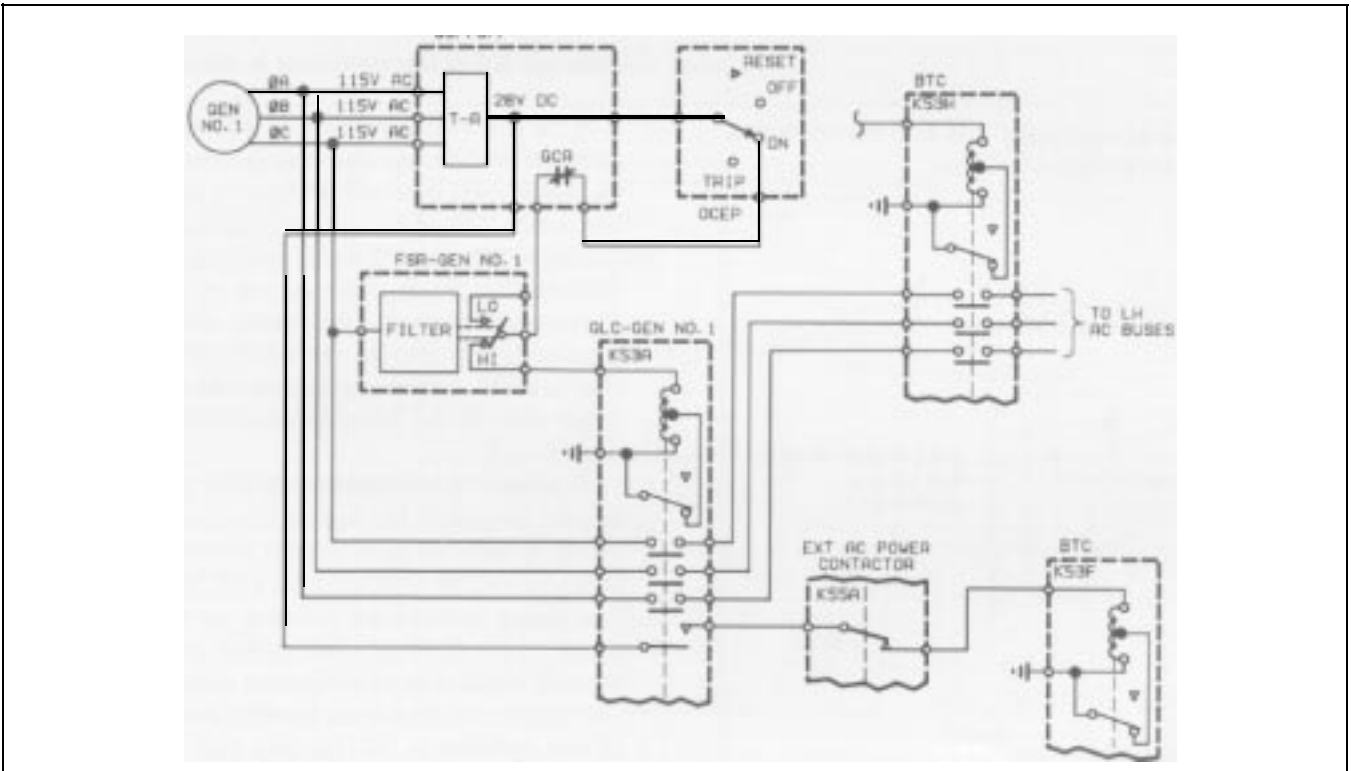 GEN
NO. 1
ØA
115V AC
ØB
115V AC
ØC
115V AC
T-R
28V DC
GCR
RESET
OFF
ON
TRIP
OCEP
BTC
K53H
TO LH
AC BUSES
FSR-GEN NO. 1
FILTER
LO
HI
GLC-GEN NO. 1
K53A
EXT AC POWER
CONTACTOR
K55A
BTC
K53F